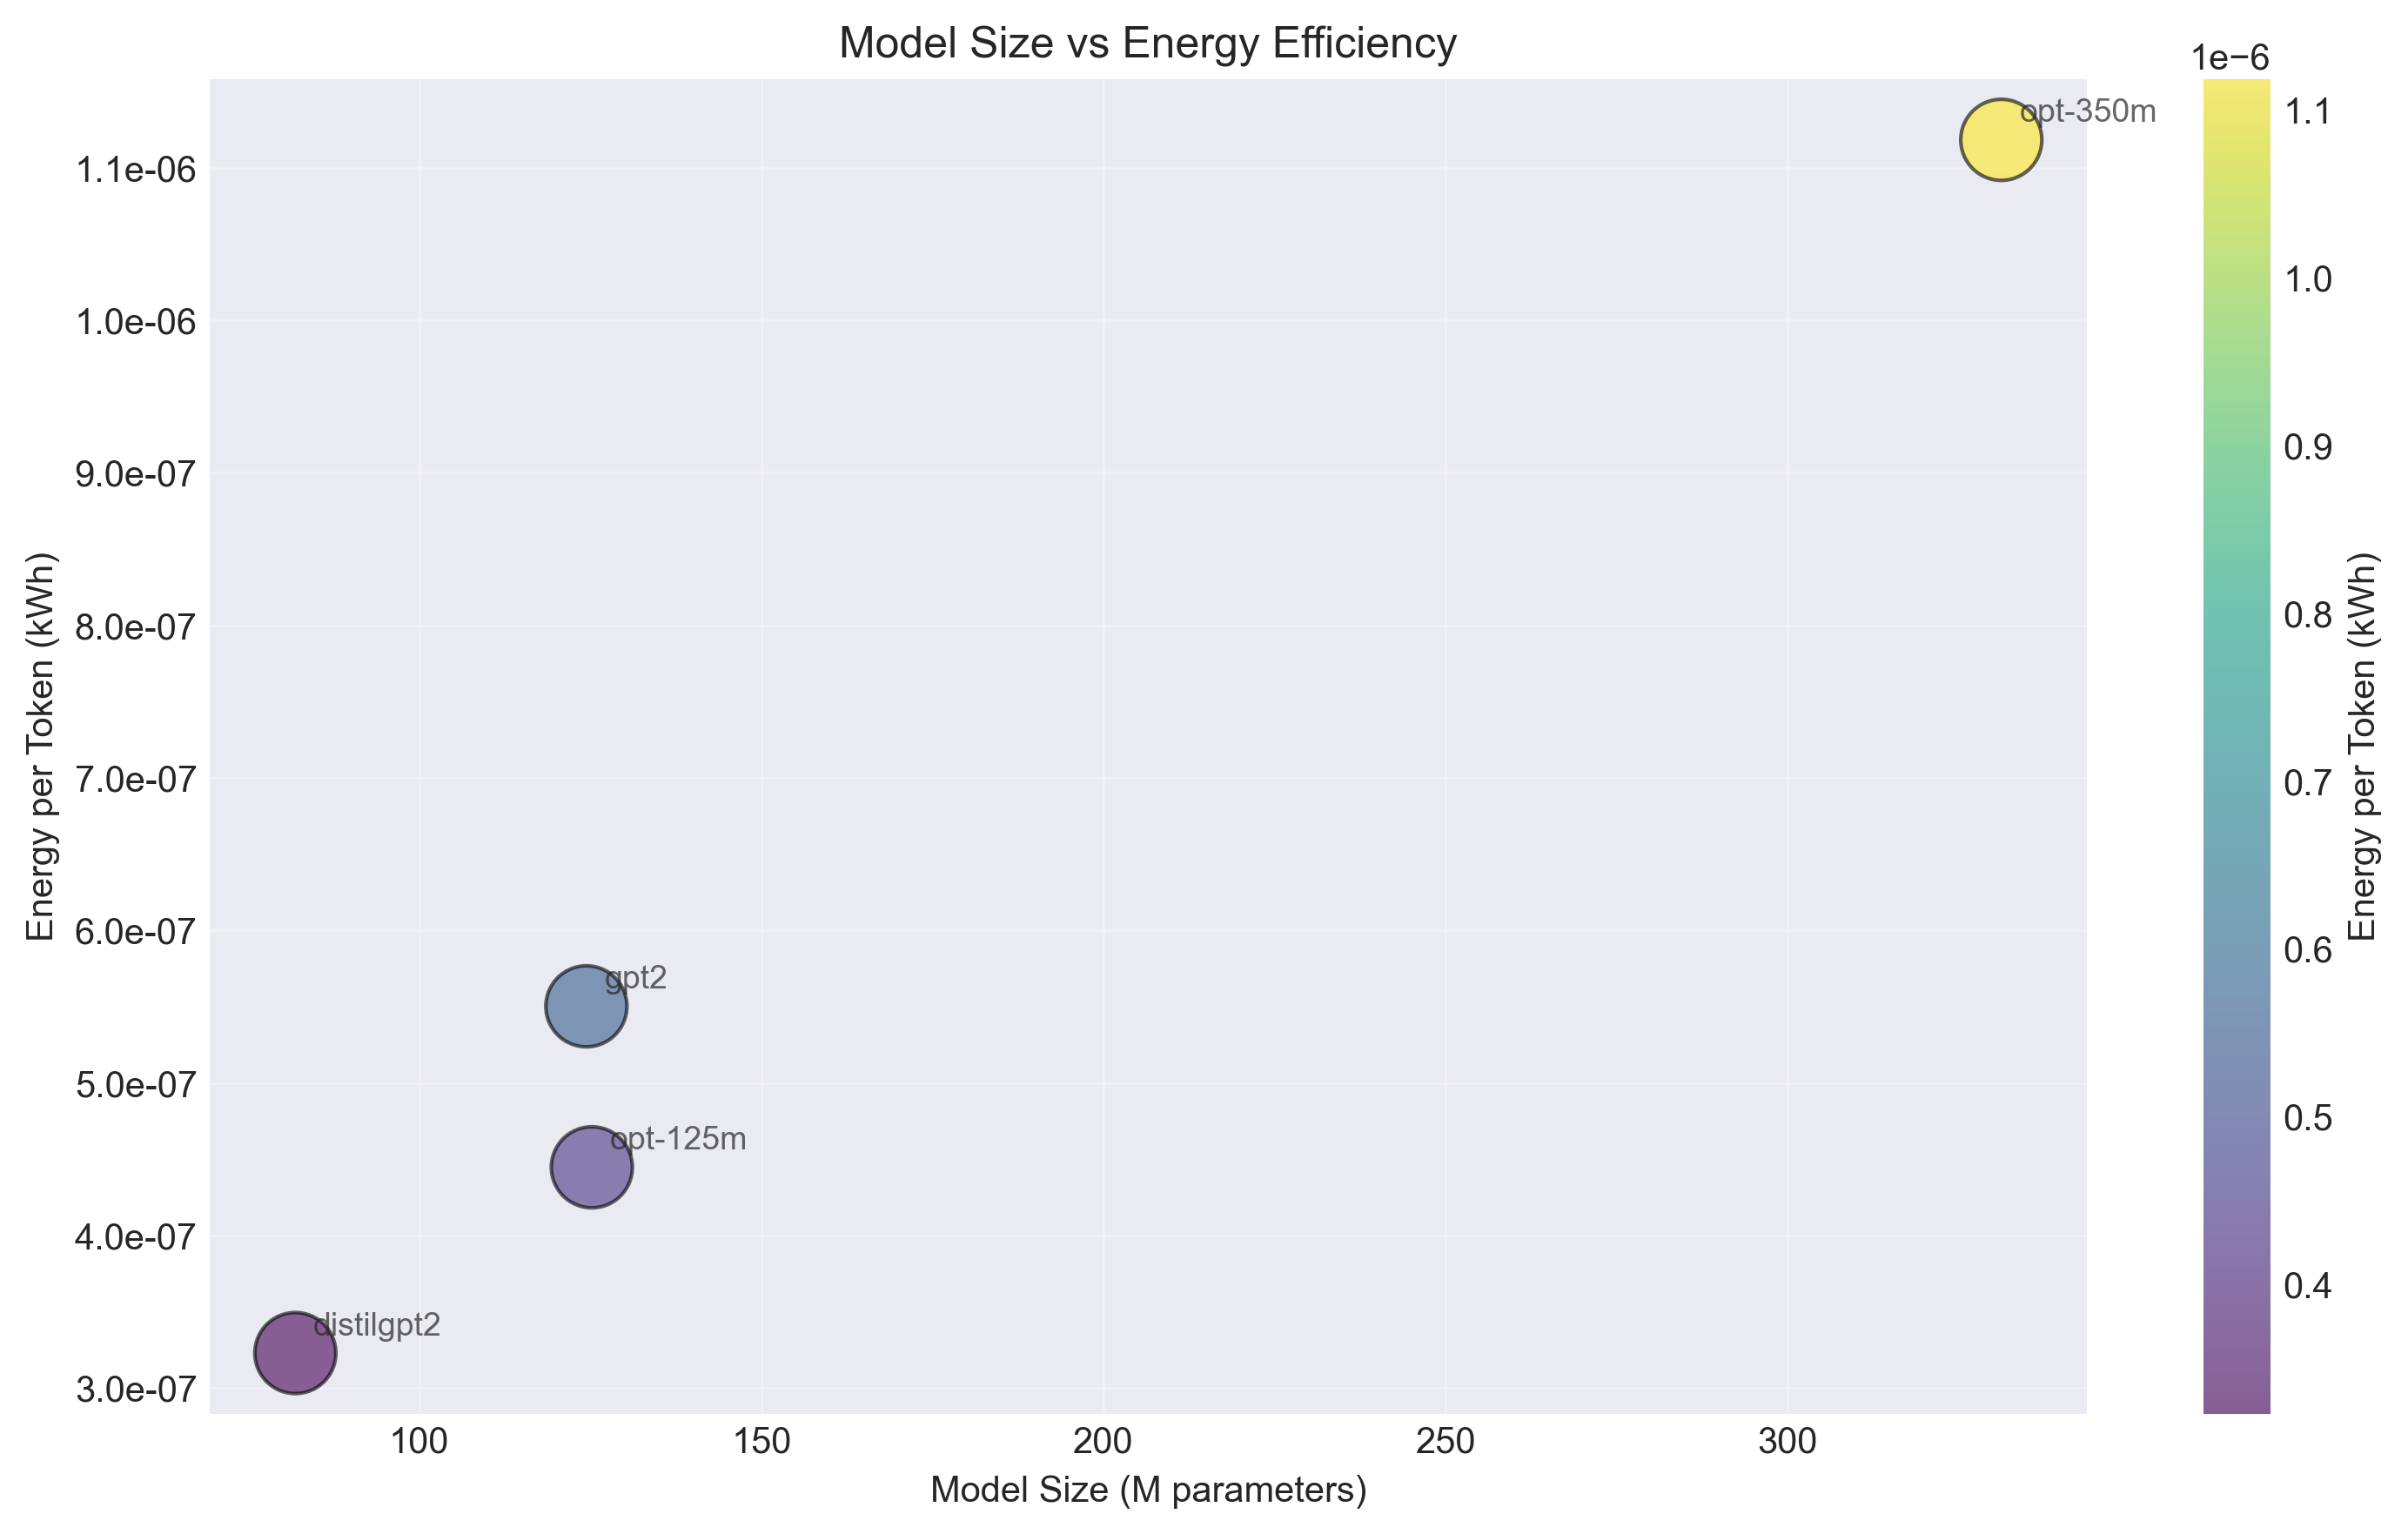 Model Size vs Energy Efficiency
1e−6
opt-350m
1.1e-06
1.0e-06
9.0e-07
8.0e-07
7.0e-07
6.0e-07
5.0e-07
4.0e-07
3.0e-07
Energy per Token (kWh)
gpt2
opt-125m
distilgpt2
100
150
200
250
300
Model Size (M parameters)
1.1
1.0
0.9
0.8
0.7
0.6
0.5
0.4
Energy per Token (kWh)